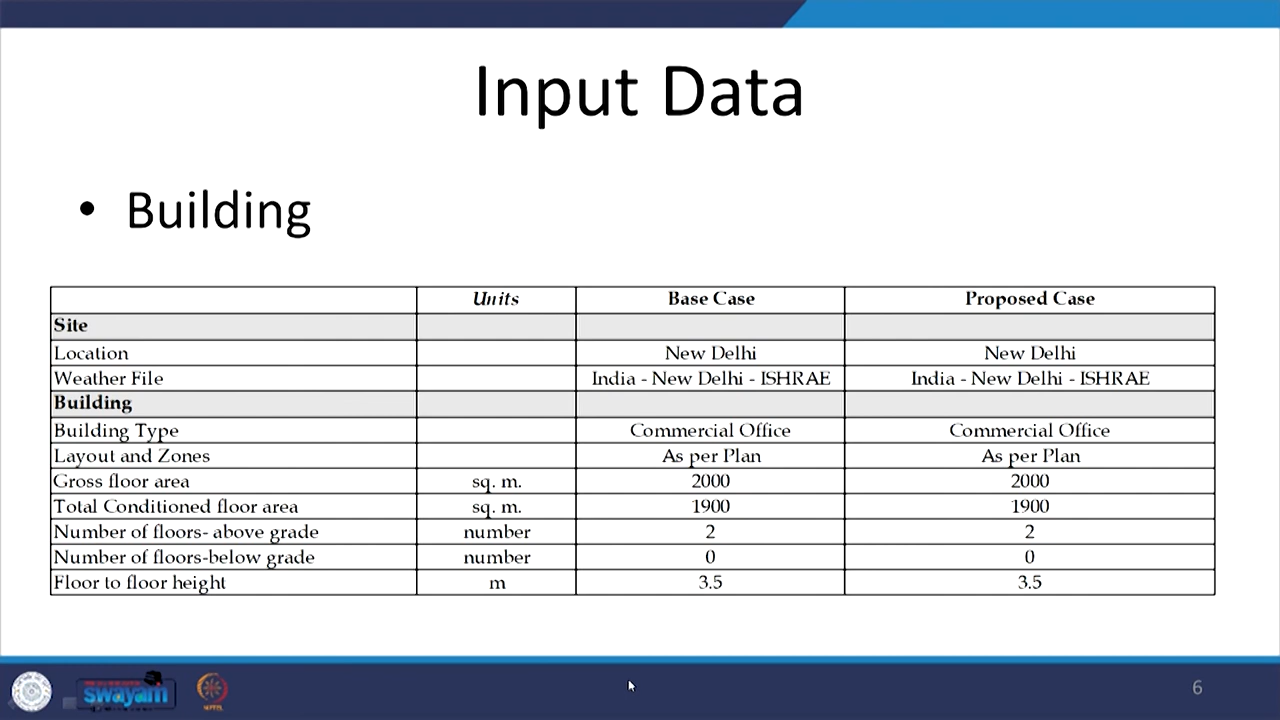 Input Data
• Building
Units Base Case Proposed Case
Site
Location New Delhi New Delhi
Weather File India - New Delhi - ISHRAE India - New Delhi - ISHRAE
Building
Building Type Commercial Office Commercial Office
Layout and Zones As per Plan As per Plan
Gross floor area sq. m. 2000 2000
Total Conditioned floor area sq. m. 1900 1900
Number of floors- above grade number 2 2
Number of floors-below grade number 0 0
Floor to floor height m 3.5 3.5
swayam
6